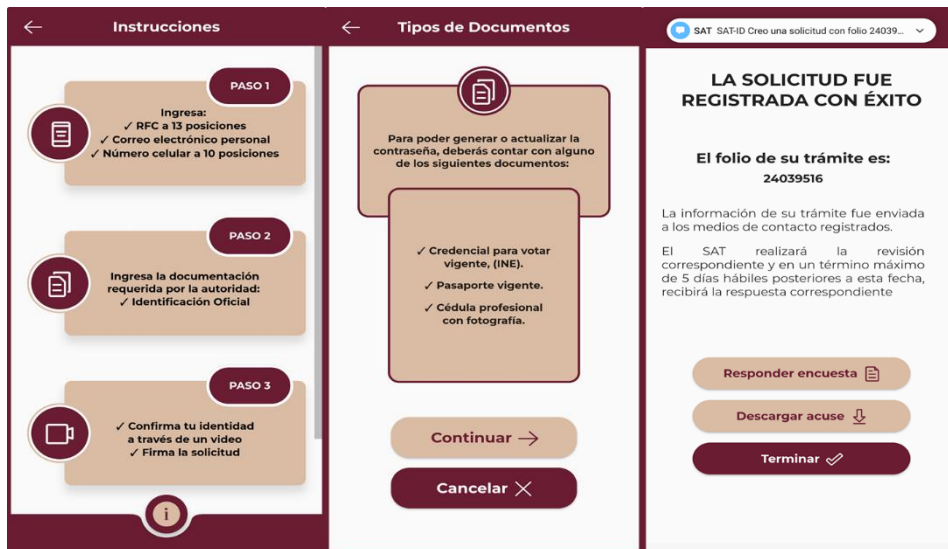 Instrucciones
PASO 1
Ingresa:
✓ RFC a 13 posiciones
✓ Correo electrónico personal
✓ Número celular a 10 posiciones
PASO 2
Ingresa la documentación
requerida por la autoridad:
✓ Identificación Oficial
PASO 3
✓ Confirma tu identidad
a través de un video
✓ Firma la solicitud
i
Tipos de Documentos
Para poder generar o actualizar la
contraseña, deberás contar con alguno
de los siguientes documentos:
✓ Credencial para votar
vigente, (INE).
✓ Pasaporte vigente.
✓ Cédula profesional
con fotografía.
Continuar
Cancelar
SAT SAT-ID Creo una solicitud con folio 24039...
LA SOLICITUD FUE
REGISTRADA CON ÉXITO
El folio de su trámite es:
24039516
La información de su trámite fue enviada
a los medios de contacto registrados.
El SAT realizará la revisión
correspondiente y en un término máximo
de 5 días hábiles posteriores a esta fecha,
recibirá la respuesta correspondiente
Responder encuesta
Descargar acuse
Terminar